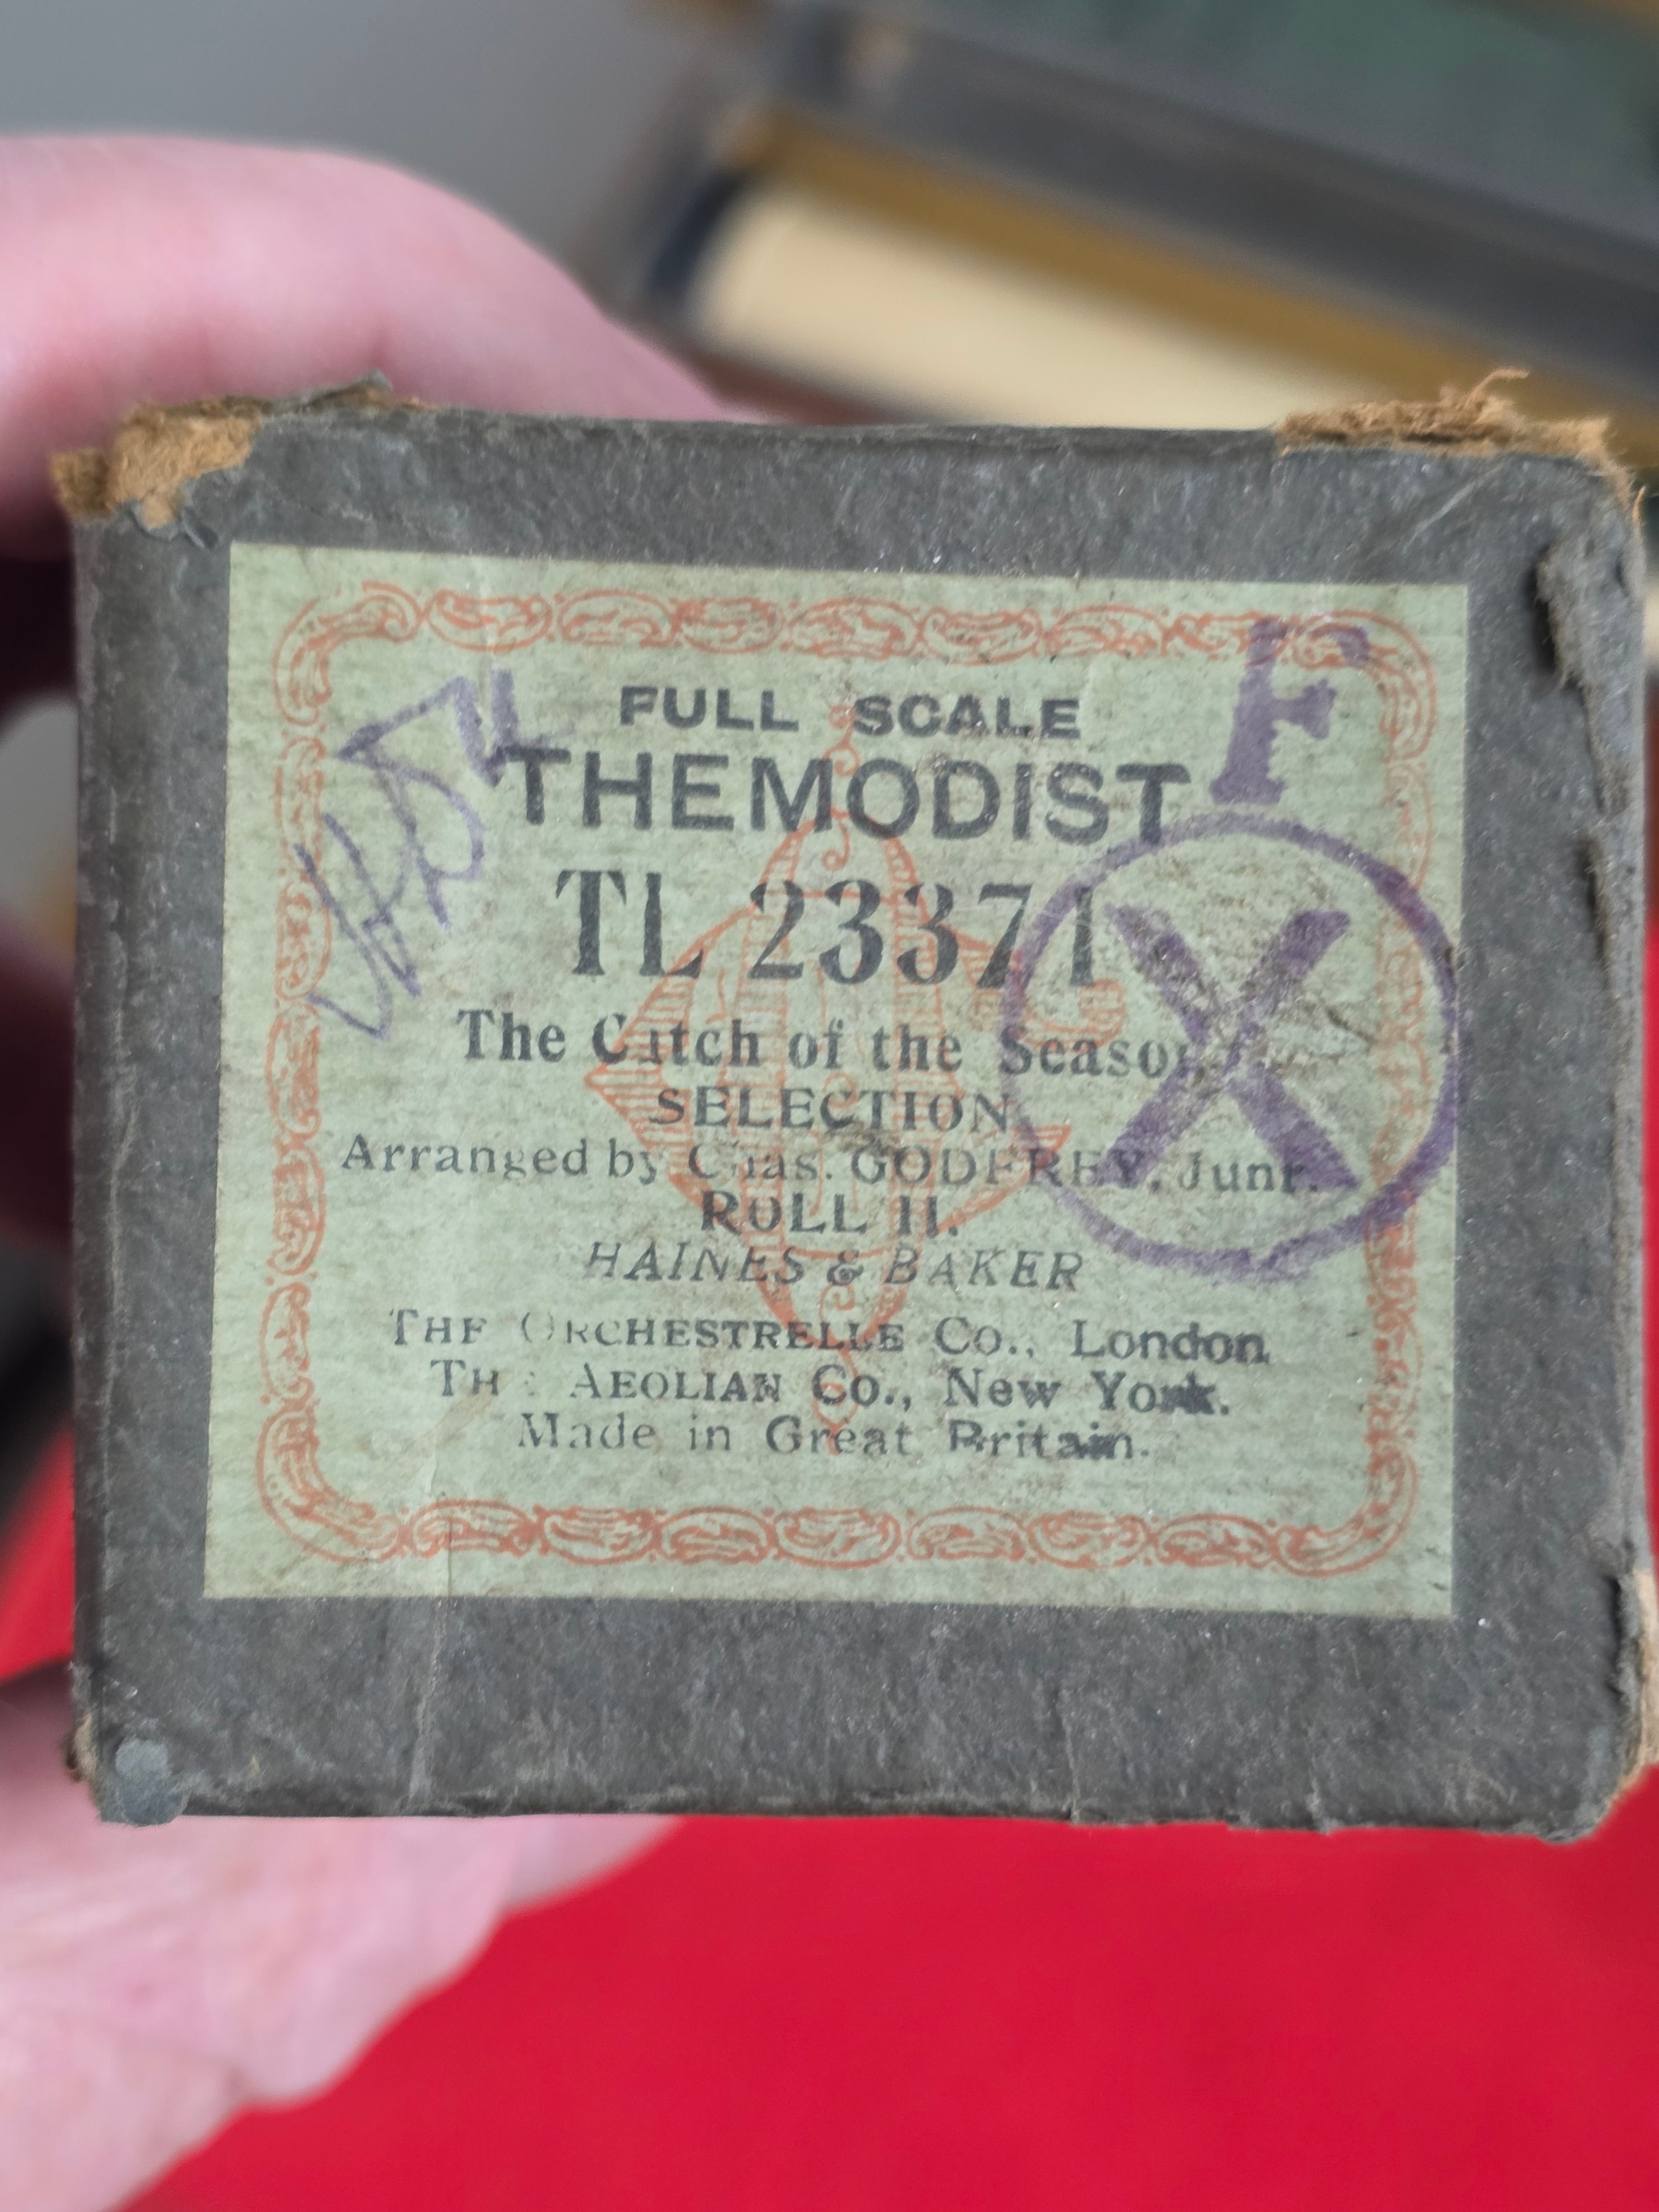 F
FULL SCALE
THEMODIST
TL 23371
X
The Catch of the Season
SELECTION
Arranged by Chas. GODFREY, Junr.
ROLL II.
HAINES & BAKER
THE ORCHESTRELLE Co., London
THE AEOLIAN Co., New York.
Made in Great Britain.